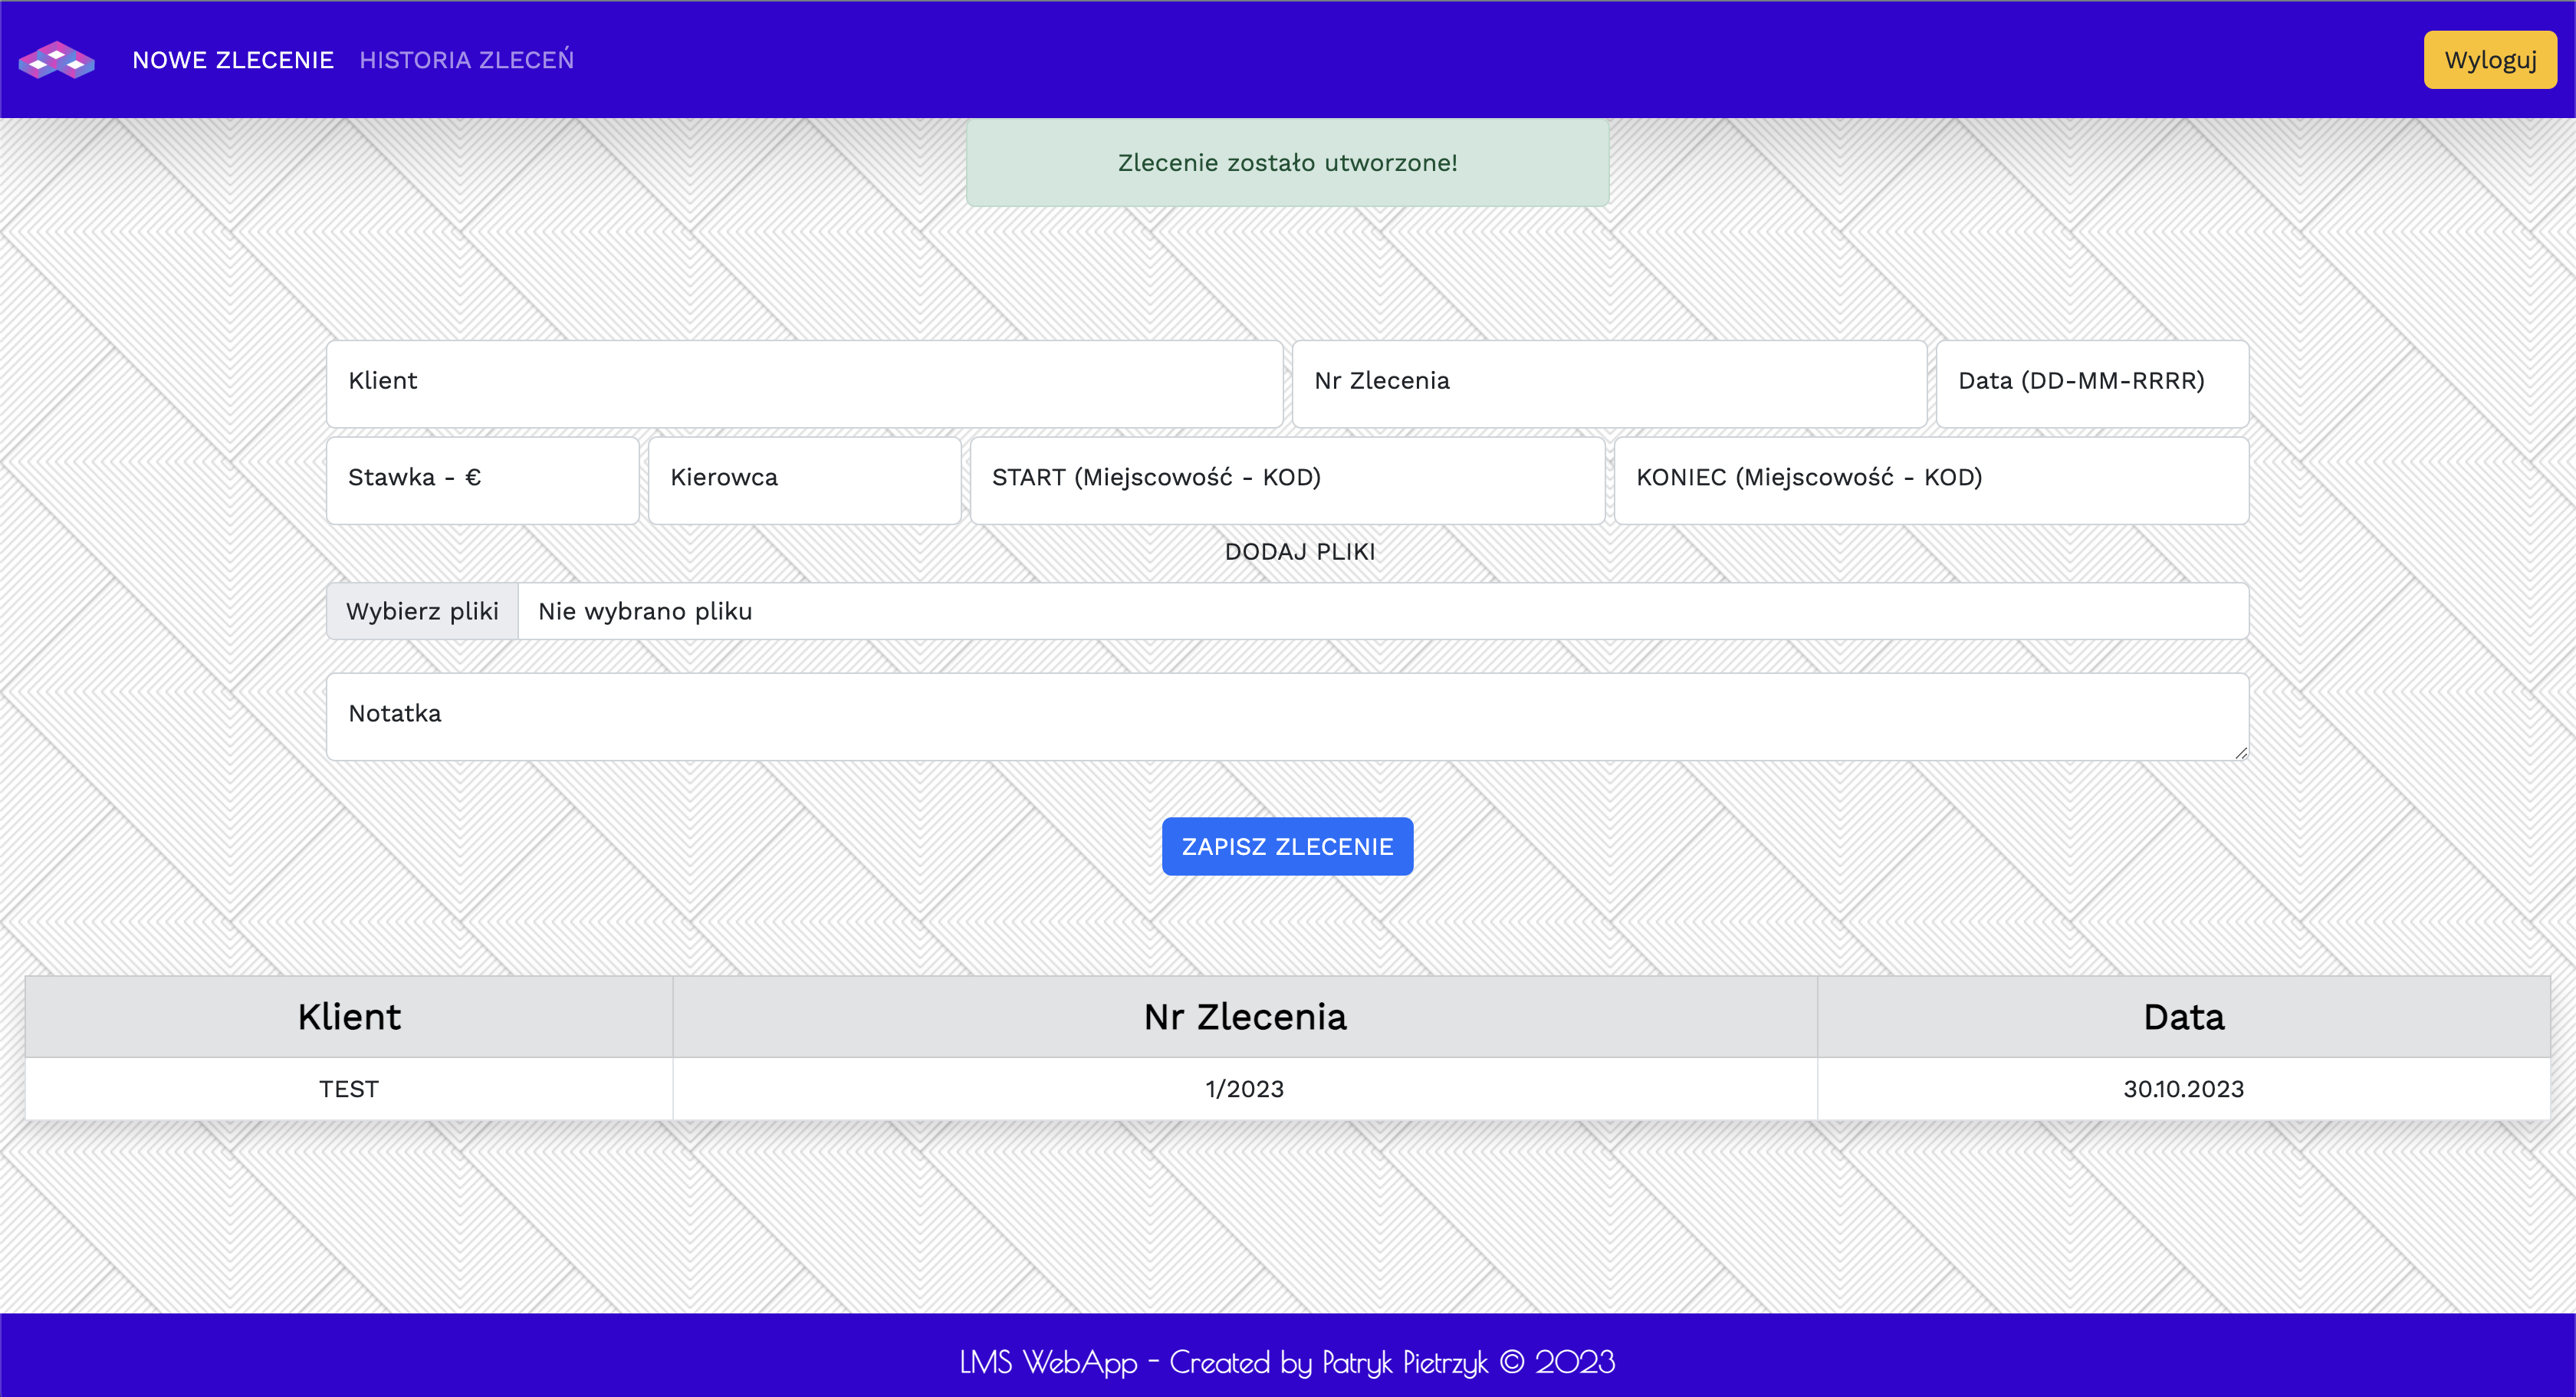 NOWE ZLECENIE HISTORIA ZLECEŃ Wyloguj
Zlecenie zostało utworzone!
Klient Nr Zlecenia Data (DD-MM-RRRR)
Stawka - € Kierowca START (Miejscowość - KOD) KONIEC (Miejscowość - KOD)
DODAJ PLIKI
Wybierz pliki Nie wybrano pliku
Notatka
ZAPISZ ZLECENIE
Klient Nr Zlecenia Data
TEST 1/2023 30.10.2023
LMS WebApp - Created by Patryk Pietrzyk © 2023